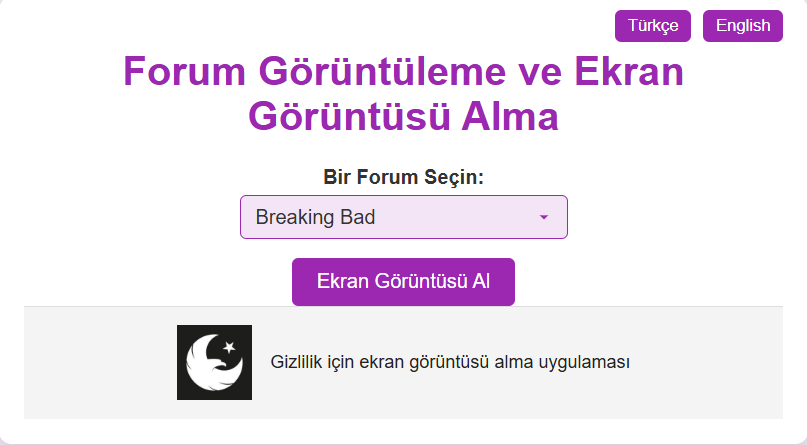 Türkçe
English
Forum Görüntüleme ve Ekran
Görüntüsü Alma
Bir Forum Seçin:
Breaking Bad
Ekran Görüntüsü Al
Gizlilik için ekran görüntüsü alma uygulaması